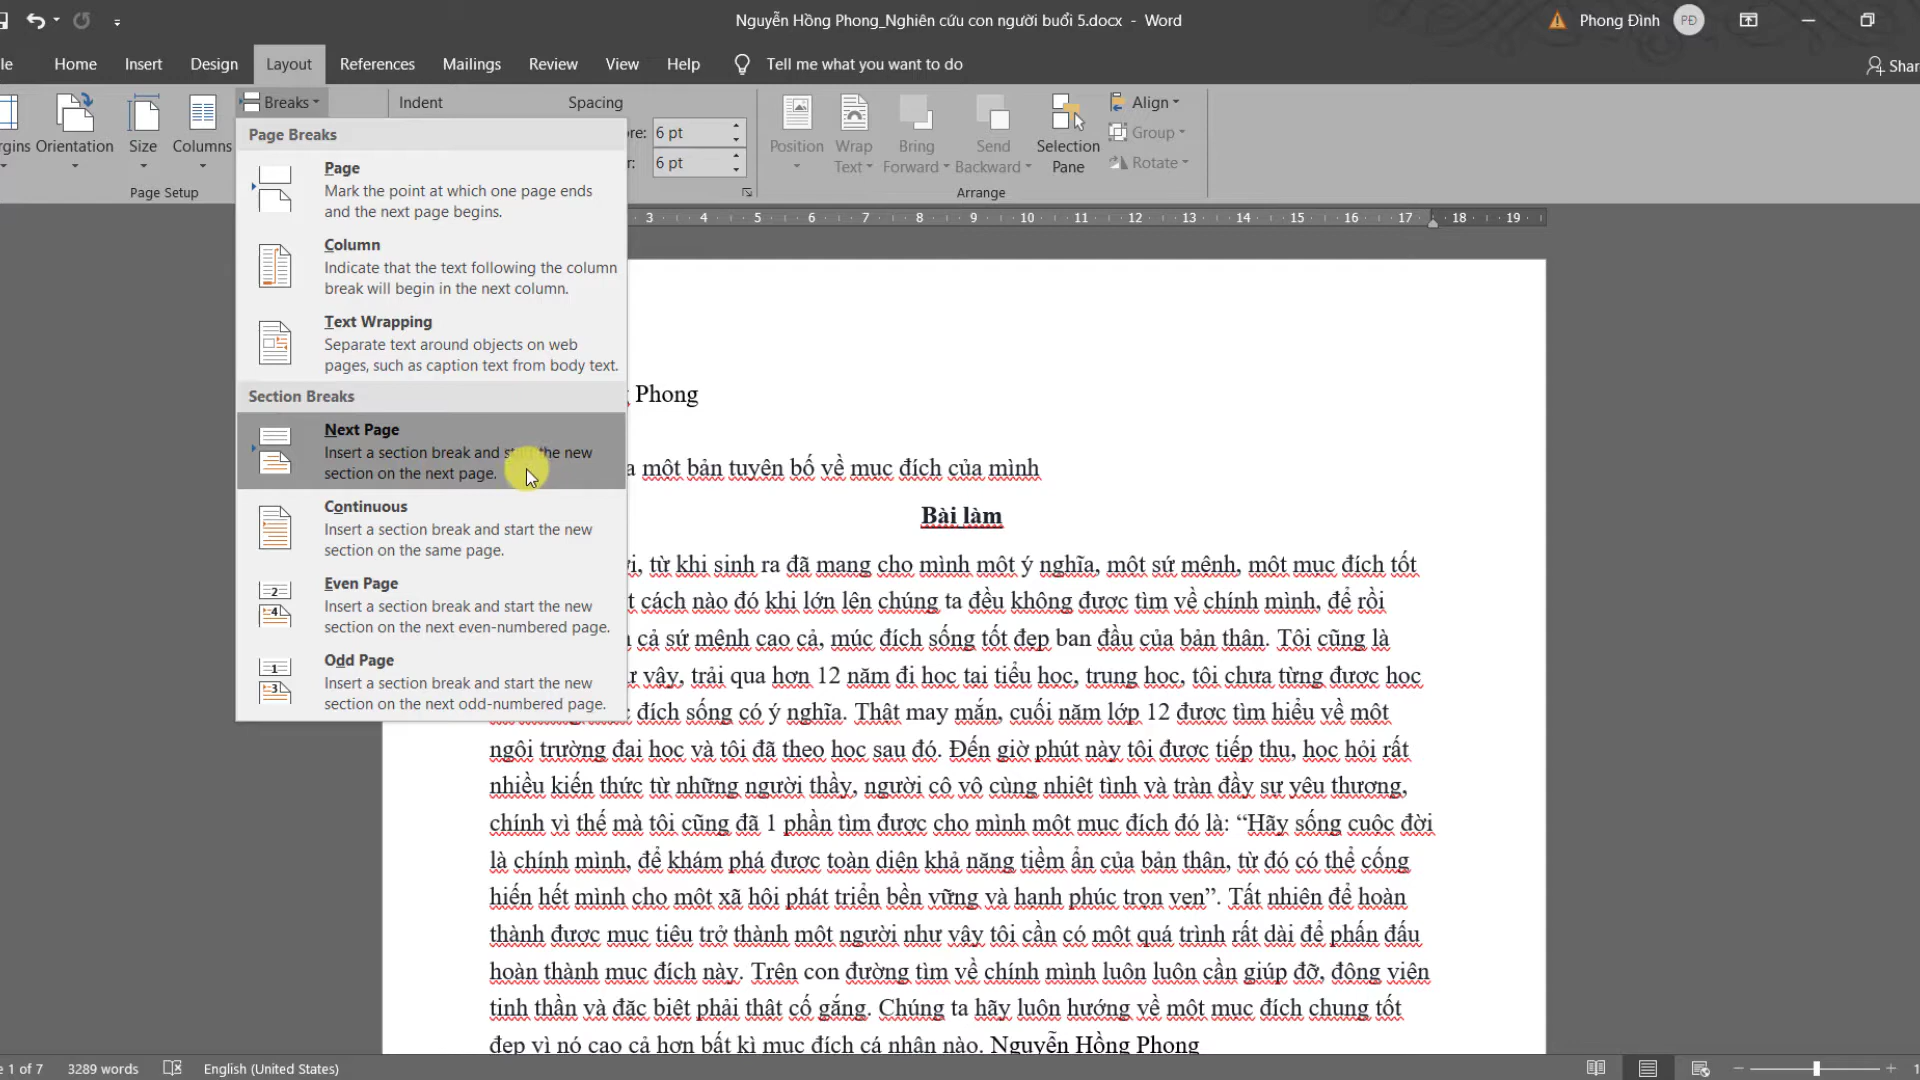 Nguyễn Hồng Phong_Nghiên cứu con người buổi 5.docx - Word
Phong Đình
PĐ
Home
Insert
Design
Layout
References
Mailings
Review
View
Help
Tell me what you want to do
Breaks
Indent
Spacing
6 pt
6 pt
Orientation
Size
Columns
Page Setup
Position
Wrap Text
Bring Forward
Send Backward
Selection Pane
Align
Group
Rotate
Arrange
Page Breaks
Page
Mark the point at which one page ends
and the next page begins.
Column
Indicate that the text following the column
break will begin in the next column.
Text Wrapping
Separate text around objects on web
pages, such as caption text from body text.
Section Breaks
Next Page
Insert a section break and start the new
section on the next page.
Continuous
Insert a section break and start the new
section on the same page.
Even Page
Insert a section break and start the new
section on the next even-numbered page.
Odd Page
Insert a section break and start the new
section on the next odd-numbered page.
3 4 5 6 7 8 9 10 11 12 13 14 15 16 17 18 19
Phong
một bản tuyên bố về mục đích của mình
Bài làm
từ khi sinh ra đã mang cho mình một ý nghĩa, một sứ mệnh, một mục đích tốt
cách nào đó khi lớn lên chúng ta đều không được tìm về chính mình, để rồi
cả sứ mệnh cao cả, múc đích sống tốt đẹp ban đầu của bản thân. Tôi cũng là
vậy, trải qua hơn 12 năm đi học tại tiểu học, trung học, tôi chưa từng được học
đích sống có ý nghĩa. Thật may mắn, cuối năm lớp 12 được tìm hiểu về một
ngôi trường đại học và tôi đã theo học sau đó. Đến giờ phút này tôi được tiếp thu, học hỏi rất
nhiều kiến thức từ những người thầy, người cô vô cùng nhiệt tình và tràn đầy sự yêu thương,
chính vì thế mà tôi cũng đã 1 phần tìm được cho mình một mục đích đó là: “Hãy sống cuộc đời
là chính mình, để khám phá được toàn diện khả năng tiềm ẩn của bản thân, từ đó có thể cống
hiến hết mình cho một xã hội phát triển bền vững và hạnh phúc trọn vẹn”. Tất nhiên để hoàn
thành được mục tiêu trở thành một người như vậy tôi cần có một quá trình rất dài để phấn đấu
hoàn thành mục đích này. Trên con đường tìm về chính mình luôn luôn cần giúp đỡ, động viên
tinh thần và đặc biệt phải thật cố gắng. Chúng ta hãy luôn hướng về một mục đích chung tốt
đẹp vì nó cao cả hơn bất kì mục đích cá nhân nào. Nguyễn Hồng Phong
1 of 7
3289 words
English (United States)